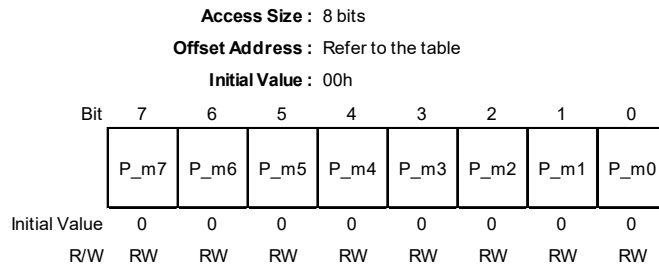 Access Size : 8 bits
Offset Address : Refer to the table
Initial Value : 00h
Bit 7 6 5 4 3 2 1 0
P_m7 P_m6 P_m5 P_m4 P_m3 P_m2 P_m1 P_m0
Initial Value 0 0 0 0 0 0 0 0
R/W RW RW RW RW RW RW RW RW